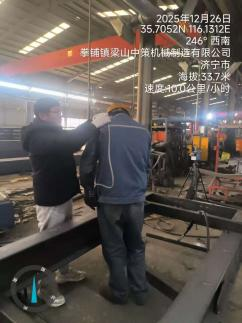 2025年12月26日
35.7052N 116.1312E
246° 西南
拳铺镇梁山中策机械制造有限公司
济宁市
海拔:33.7米
速度:10.0公里/小时